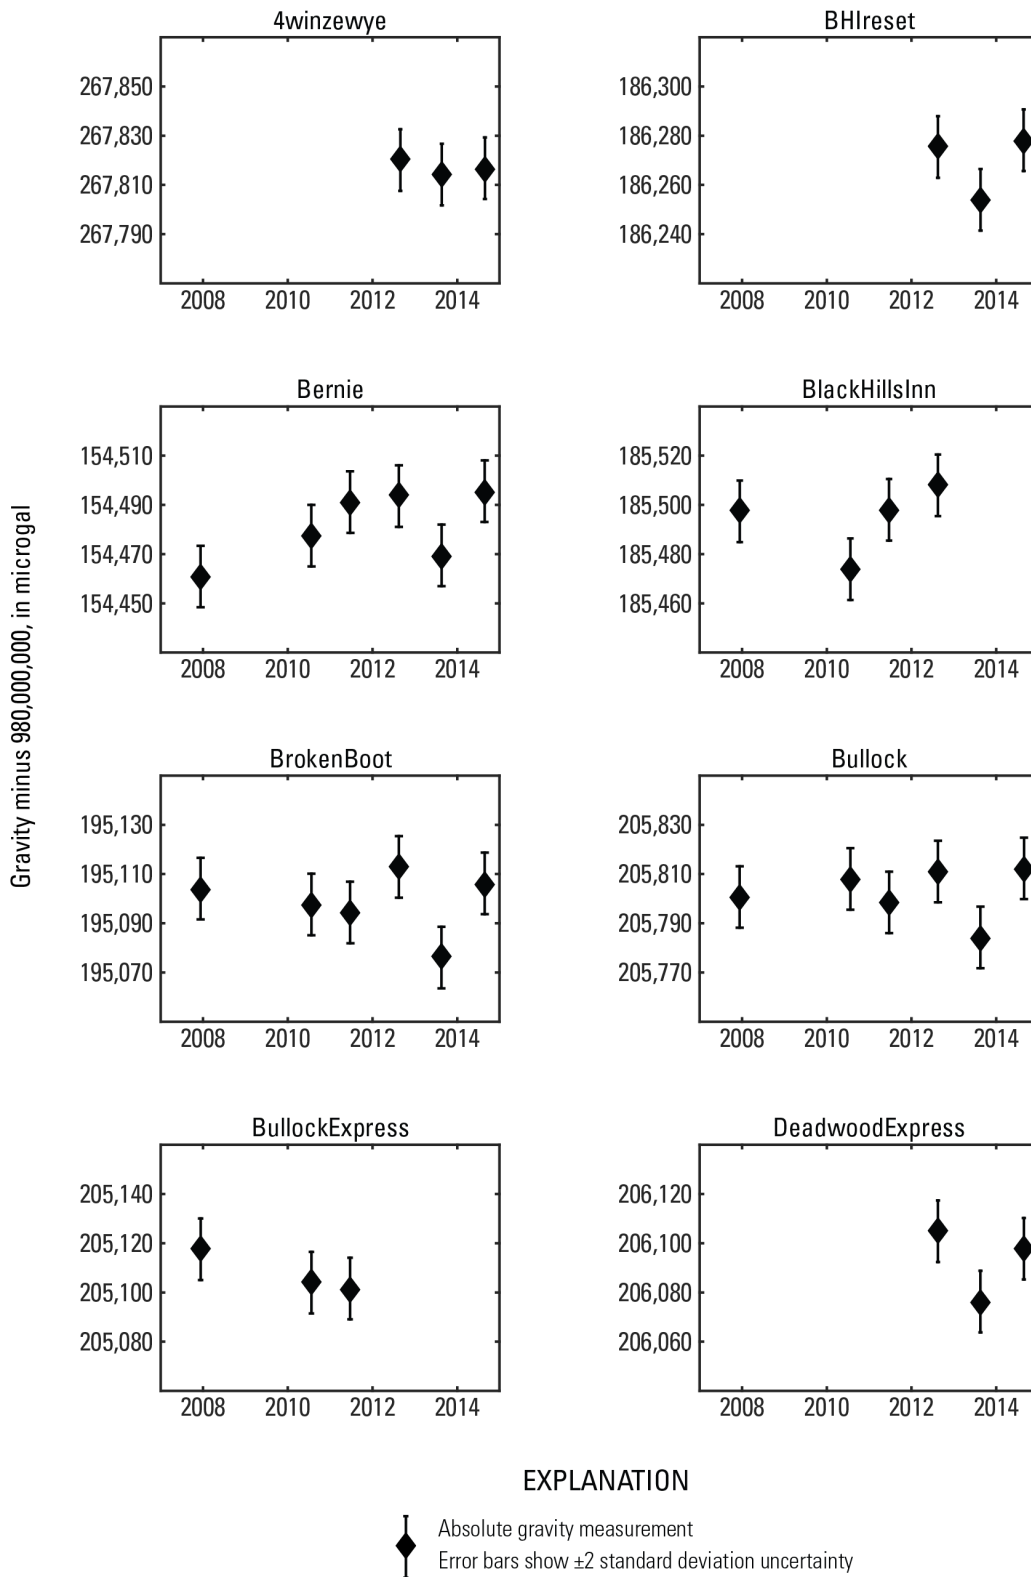 4winzewye
267,850
267,830
267,810
267,790
2008 2010 2012 2014
BHIreset
186,300
186,280
186,260
186,240
2008 2010 2012 2014
Gravity minus 980,000,000, in microgal
Bernie
154,510
154,490
154,470
154,450
2008 2010 2012 2014
BlackHillsInn
185,520
185,500
185,480
185,460
2008 2010 2012 2014
BrokenBoot
195,130
195,110
195,090
195,070
2008 2010 2012 2014
Bullock
205,830
205,810
205,790
205,770
2008 2010 2012 2014
BullockExpress
205,140
205,120
205,100
205,080
2008 2010 2012 2014
DeadwoodExpress
206,120
206,100
206,080
206,060
2008 2010 2012 2014
EXPLANATION
Absolute gravity measurement
Error bars show ±2 standard deviation uncertainty